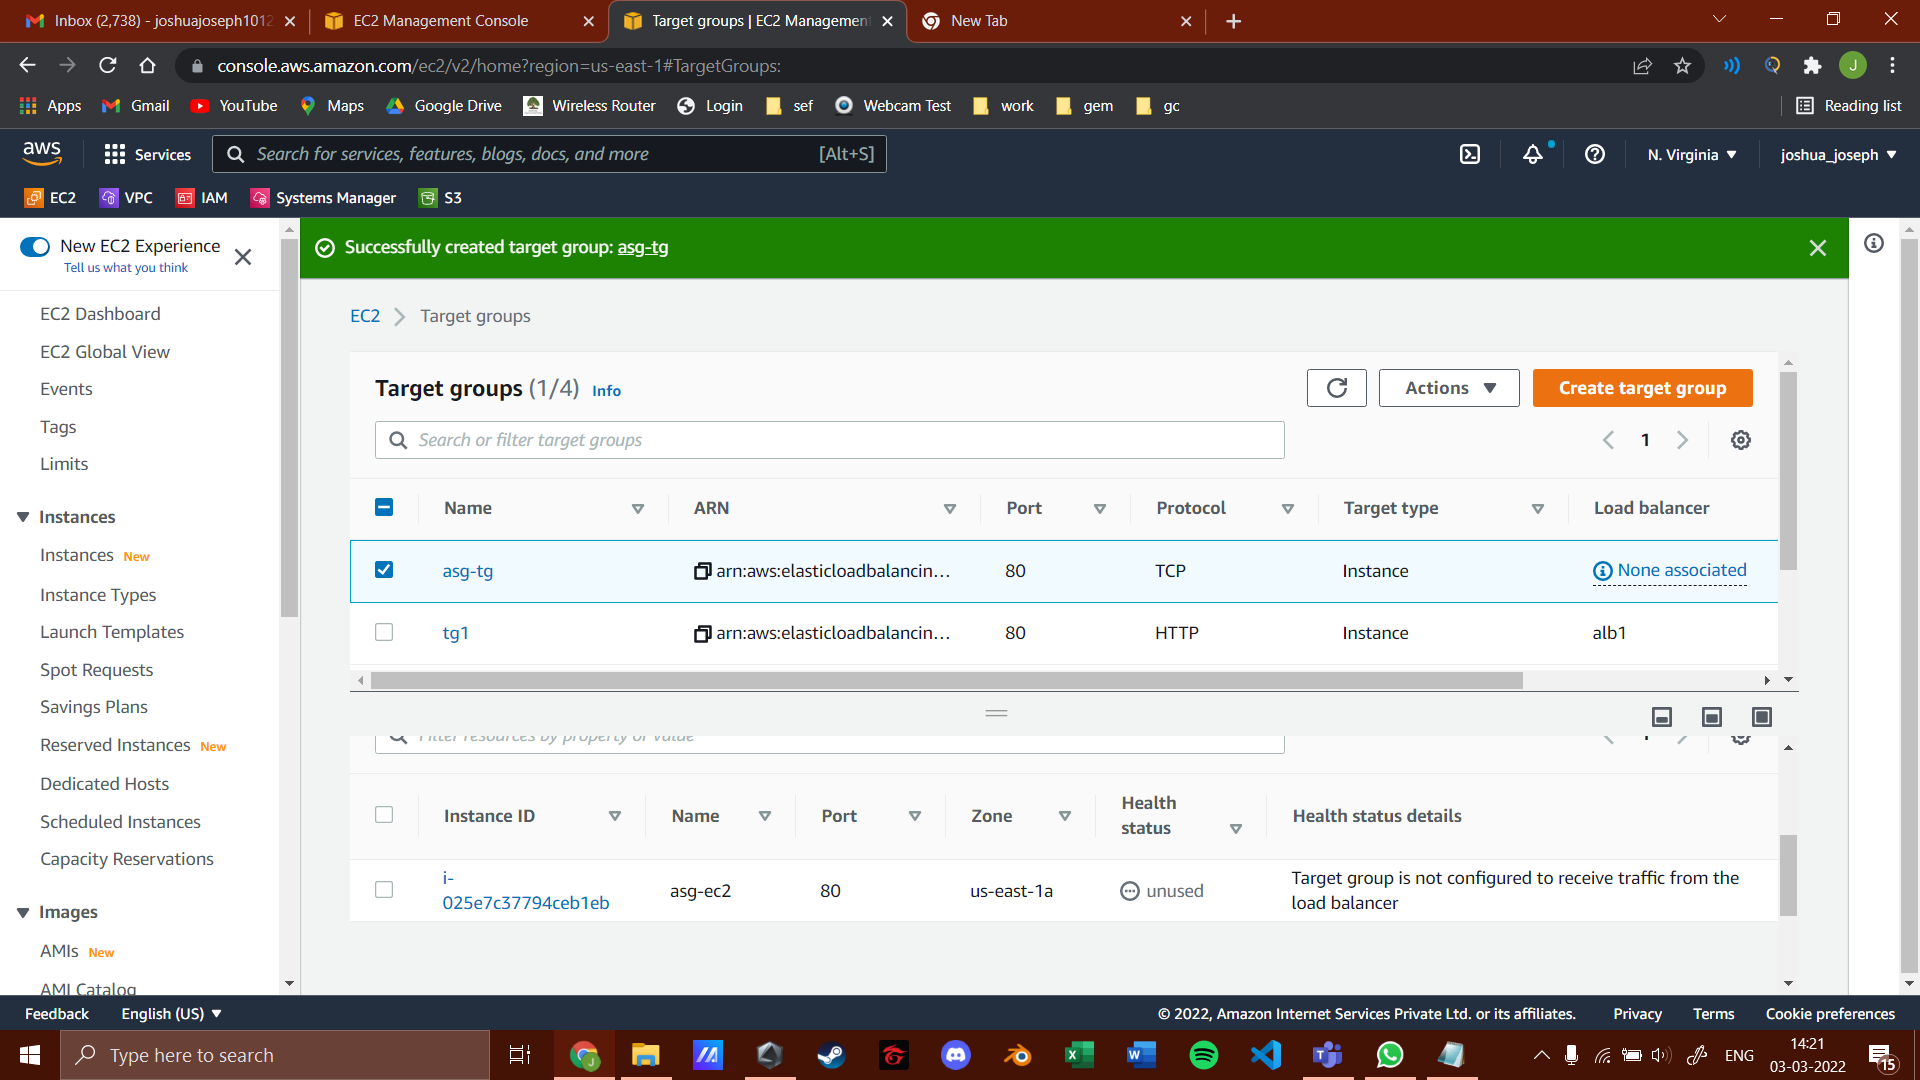 Inbox (2,738) - joshuajoseph1012
EC2 Management Console
Target groups | EC2 Management
New Tab
console.aws.amazon.com/ec2/v2/home?region=us-east-1#TargetGroups:
J
Apps
Gmail
YouTube
Maps
Google Drive
Wireless Router
Login
sef
Webcam Test
work
gem
gc
Reading list
aws
Services
Search for services, features, blogs, docs, and more
[Alt+S]
N. Virginia
joshua_joseph
EC2
VPC
IAM
Systems Manager
S3
New EC2 Experience
Tell us what you think
EC2 Dashboard
EC2 Global View
Events
Tags
Limits
Instances
Instances New
Instance Types
Launch Templates
Spot Requests
Savings Plans
Reserved Instances New
Dedicated Hosts
Scheduled Instances
Capacity Reservations
Images
AMIs New
AMI Catalog
Successfully created target group: asg-tg
EC2
Target groups
Target groups (1/4) Info
Actions
Create target group
Search or filter target groups
1
Name
ARN
Port
Protocol
Target type
Load balancer
asg-tg
arn:aws:elasticloadbalancin…
80
TCP
Instance
None associated
tg1
arn:aws:elasticloadbalancin…
80
HTTP
Instance
alb1
Filter resources by property or value
1
Instance ID
Name
Port
Zone
Health
status
Health status details
i-
025e7c37794ceb1eb
asg-ec2
80
us-east-1a
unused
Target group is not configured to receive traffic from the
load balancer
Feedback
English (US)
© 2022, Amazon Internet Services Private Ltd. or its affiliates.
Privacy
Terms
Cookie preferences
Type here to search
ENG
14:21
03-03-2022
15